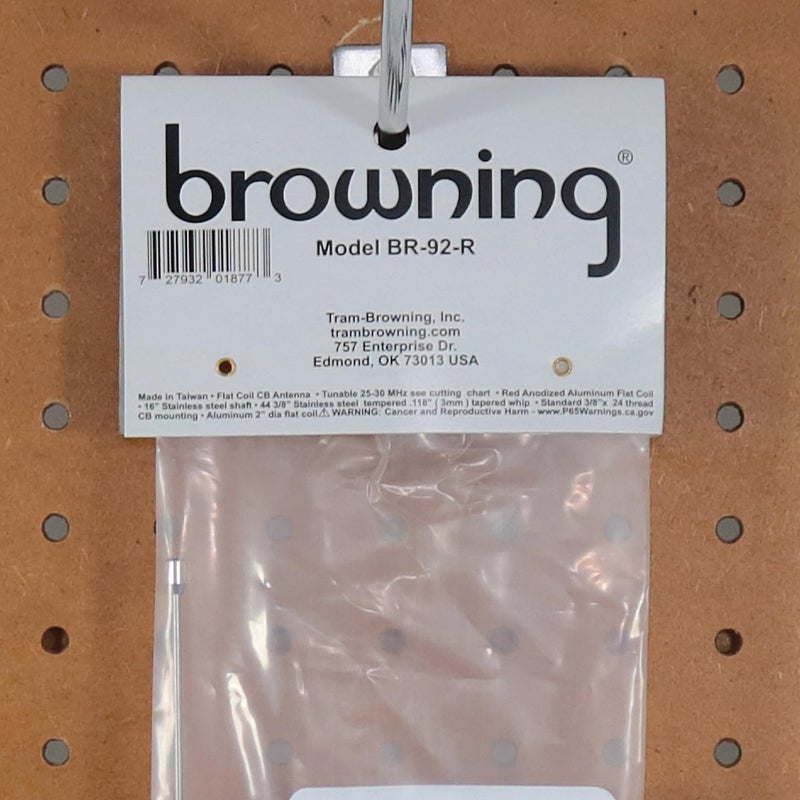 browning®
Model BR-92-R
7 27932 01877 3
Tram-Browning, Inc.
trambrowning.com
757 Enterprise Dr.
Edmond, OK 73013 USA
Made in Taiwan • Flat Coil CB Antenna • Tunable 25-30 MHz see cutting chart • Red Anodized Aluminum Flat Coil
• 16" Stainless steel shaft • 44 3/8" Stainless steel tempered .118" ( 3mm ) tapered whip • Standard 3/8"x 24 thread
CB mounting • Aluminum 2" dia flat coil ⚠ WARNING: Cancer and Reproductive Harm - www.P65Warnings.ca.gov